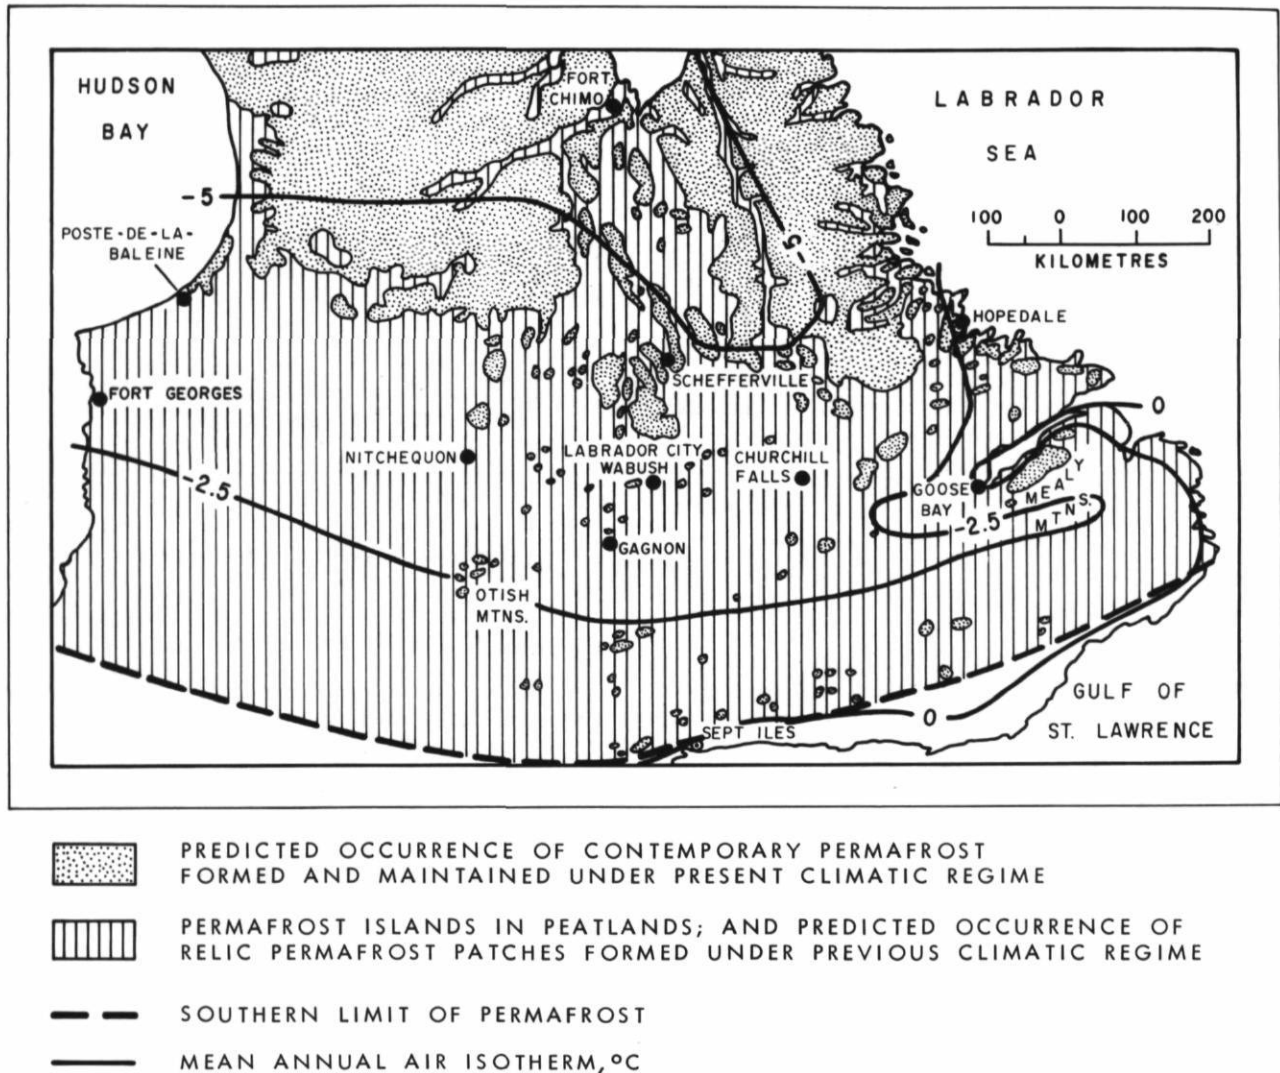 HUDSON
BAY
FORT
CHIMO
LABRADOR
SEA
-5
POSTE-DE-LA-
BALEINE
-5
100 0 100 200
KILOMETRES
HOPEDALE
SCHEFFERVILLE
FORT GEORGES
0
NITCHEQUON
LABRADOR CITY
WABUSH
CHURCHILL
FALLS
GOOSE
BAY
MEALY
MTNS.
-2.5
-2.5
GAGNON
OTISH
MTNS.
GULF OF
ST. LAWRENCE
0
SEPT ILES
PREDICTED OCCURRENCE OF CONTEMPORARY PERMAFROST
FORMED AND MAINTAINED UNDER PRESENT CLIMATIC REGIME
PERMAFROST ISLANDS IN PEATLANDS; AND PREDICTED OCCURRENCE OF
RELIC PERMAFROST PATCHES FORMED UNDER PREVIOUS CLIMATIC REGIME
SOUTHERN LIMIT OF PERMAFROST
MEAN ANNUAL AIR ISOTHERM, °C